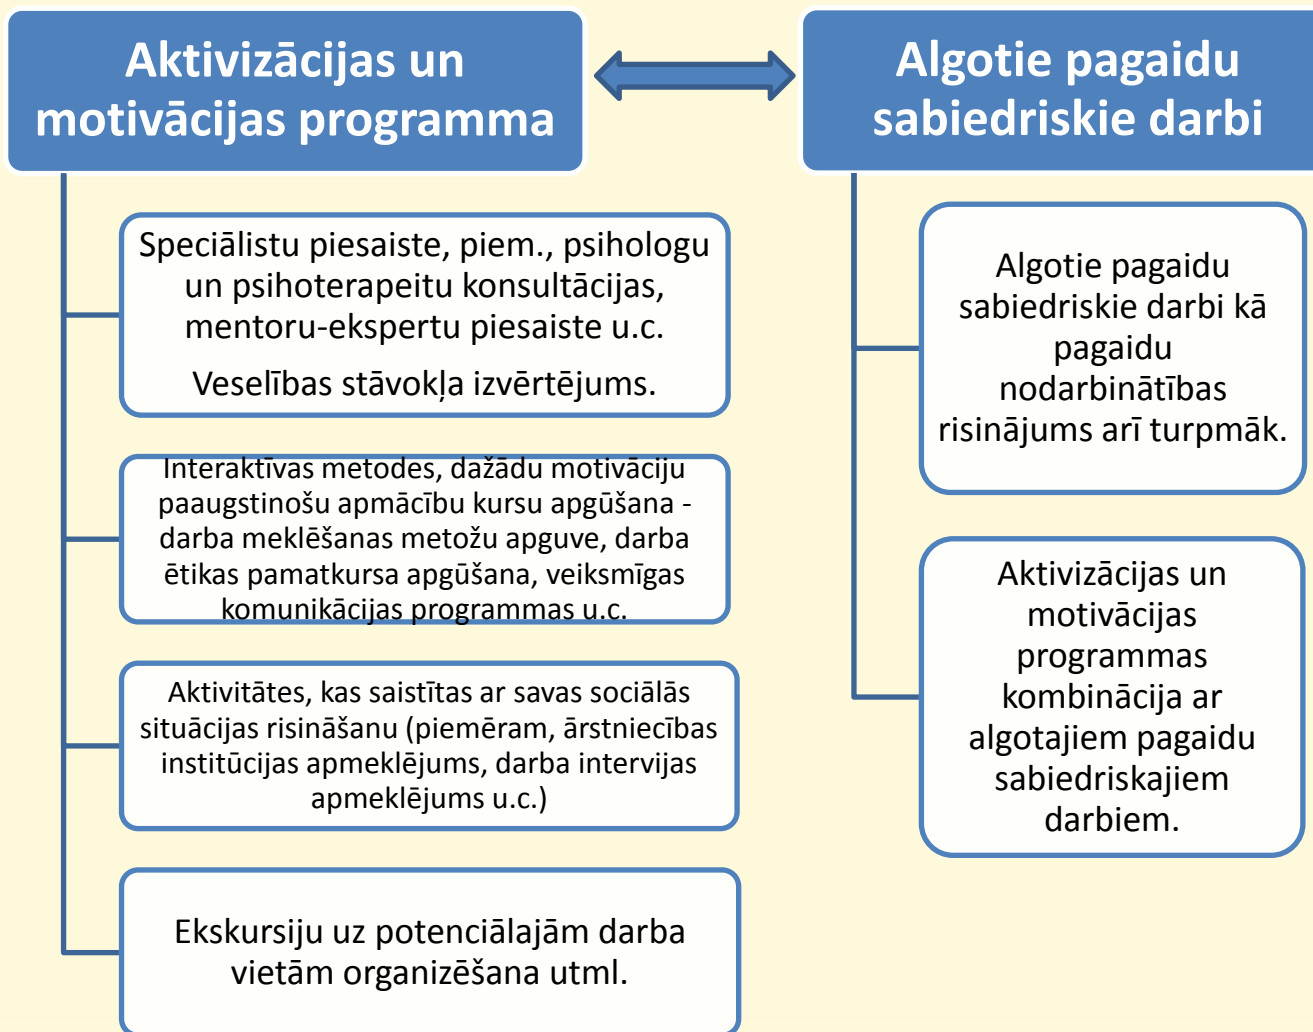 Aktivizācijas un
motivācijas programma
Speciālistu piesaiste, piem., psihologu
un psihoterapeitu konsultācijas,
mentoru-ekspertu piesaiste u.c.
Veselības stāvokļa izvērtējums.
Interaktīvas metodes, dažādu motivāciju
paaugstinošu apmācību kursu apgūšana -
darba meklēšanas metožu apguve, darba
ētikas pamatkursa apgūšana, veiksmīgas
komunikācijas programmas u.c.
Aktivitātes, kas saistītas ar savas sociālās
situācijas risināšanu (piemēram, ārstniecības
institūcijas apmeklējums, darba intervijas
apmeklējums u.c.)
Ekskursiju uz potenciālajām darba
vietām organizēšana utml.
Algotie pagaidu
sabiedriskie darbi
Algotie pagaidu
sabiedriskie darbi kā
pagaidu
nodarbinātības
risinājums arī turpmāk.
Aktivizācijas un
motivācijas
programmas
kombinācija ar
algotajiem pagaidu
sabiedriskajiem
darbiem.